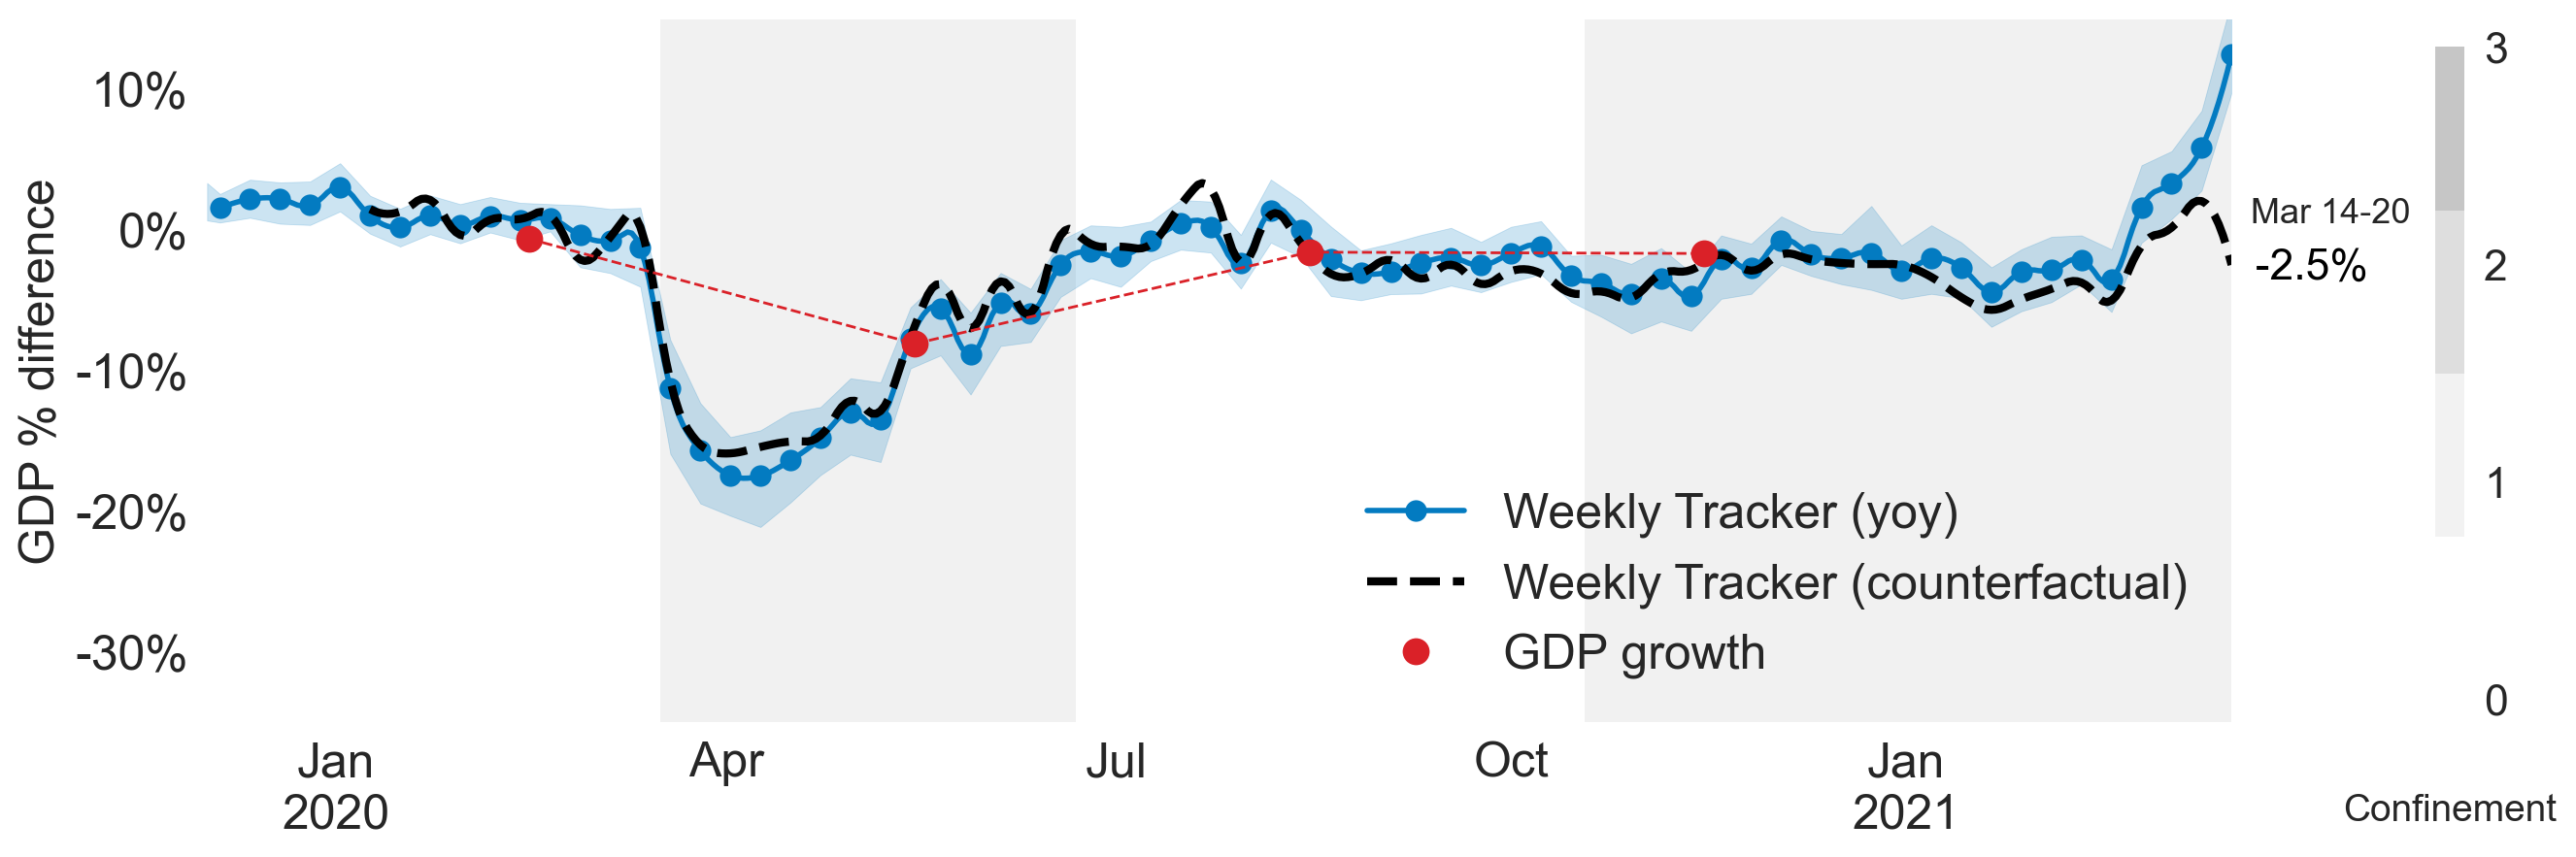 GDP % difference
10%
0%
-10%
-20%
-30%
Jan
2020
Apr
Jul
Oct
Jan
2021
Weekly Tracker (yoy)
Weekly Tracker (counterfactual)
GDP growth
Mar 14-20
-2.5%
3
2
1
0
Confinement